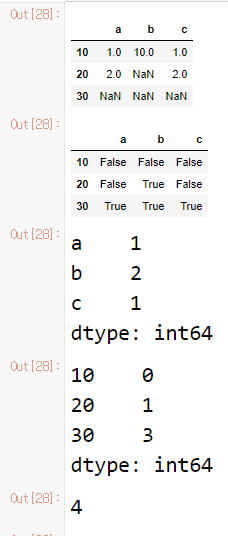 Out[28]:
a b c
10 1.0 10.0 1.0
20 2.0 NaN 2.0
30 NaN NaN NaN
Out[28]:
a b c
10 False False False
20 False True False
30 True True True
Out[28]:
a 1
b 2
c 1
dtype: int64
Out[28]:
10 0
20 1
30 3
dtype: int64
Out[28]:
4